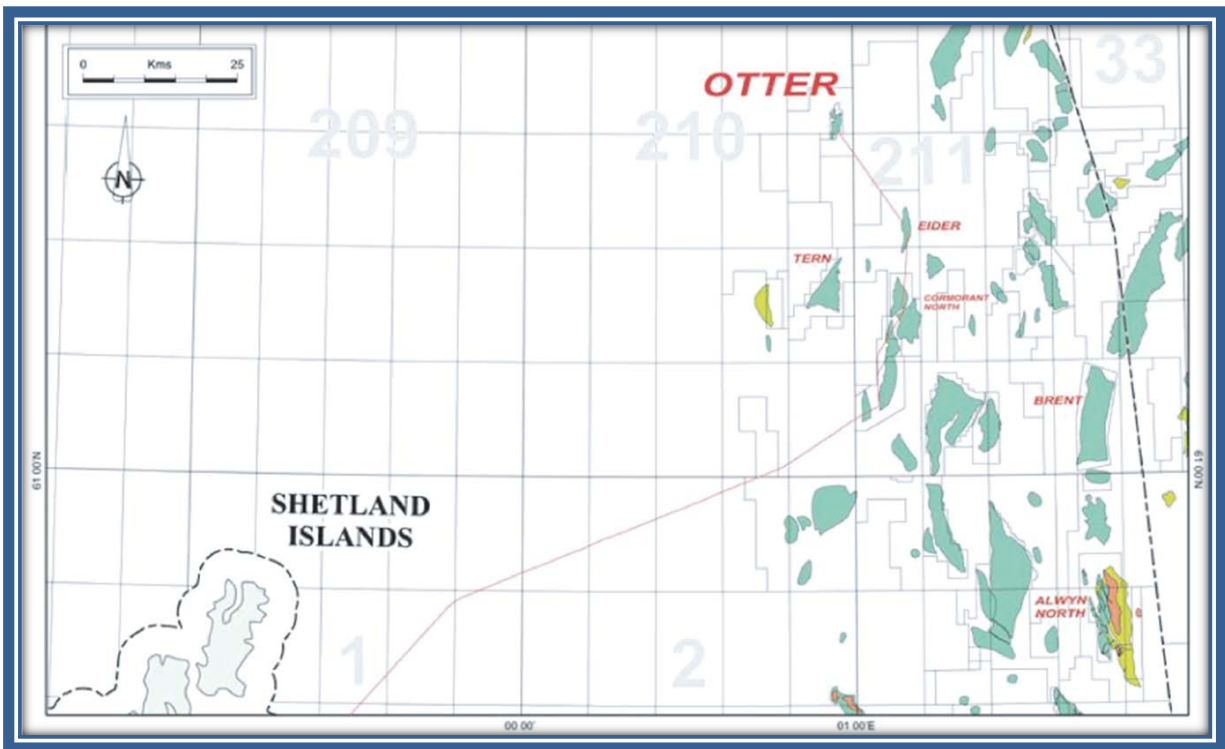 0 Kms 25
33
OTTER
209
210
211
N
EIDER
TERN
CORMORANT
NORTH
BRENT
61 00'N
61 00'N
SHETLAND
ISLANDS
ALWYN
NORTH
1
2
00 00'
01 00'E